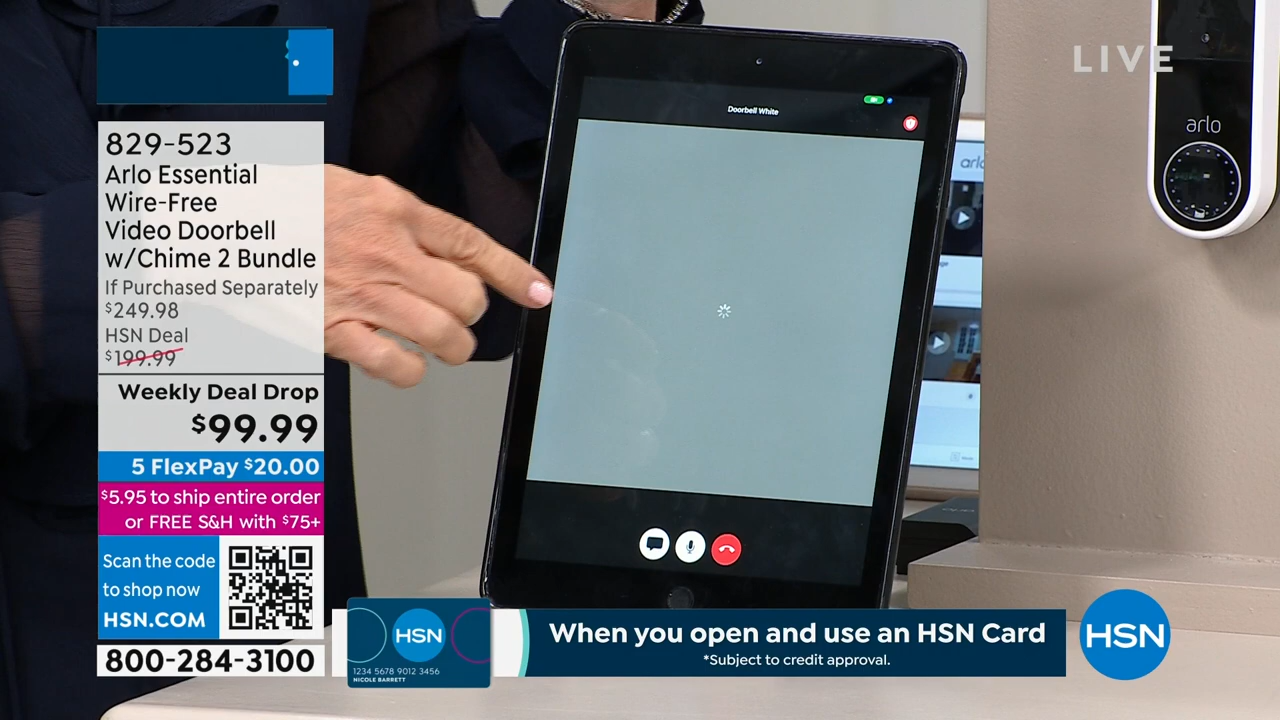 LIVE
829-523
Arlo Essential
Wire-Free
Video Doorbell
w/Chime 2 Bundle
If Purchased Separately
$249.98
HSN Deal
$199.99
Weekly Deal Drop
$99.99
5 FlexPay $20.00
$5.95 to ship entire order
or FREE S&H with $75+
Scan the code
to shop now
HSN.COM
800-284-3100
Doorbell White
arlo
arlo
HSN
1234 5678 9012 3456
NICOLE BARRETT
When you open and use an HSN Card
*Subject to credit approval.
HSN